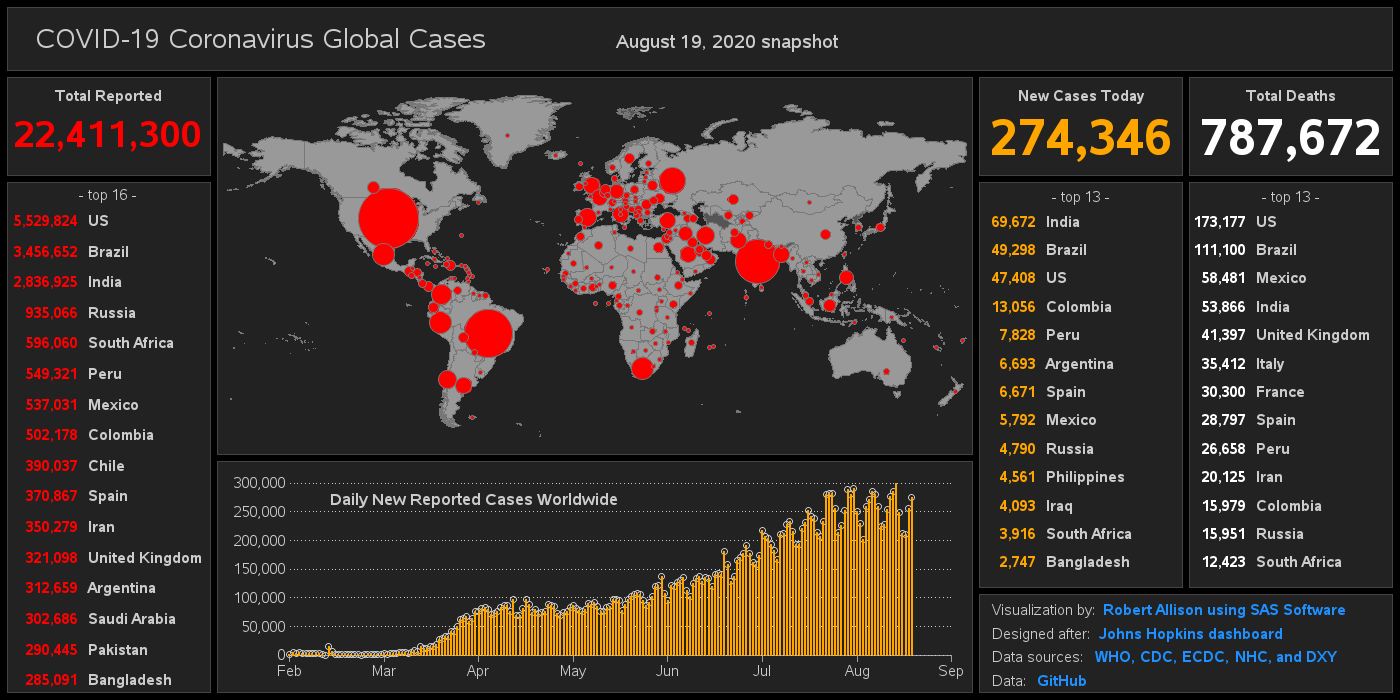 COVID-19 Coronavirus Global Cases
August 19, 2020 snapshot
Total Reported
22,411,300
- top 16 -
5,529,824 US
3,456,652 Brazil
2,836,925 India
935,066 Russia
596,060 South Africa
549,321 Peru
537,031 Mexico
502,178 Colombia
390,037 Chile
370,867 Spain
350,279 Iran
321,098 United Kingdom
312,659 Argentina
302,686 Saudi Arabia
290,445 Pakistan
285,091 Bangladesh
Daily New Reported Cases Worldwide
300,000
250,000
200,000
150,000
100,000
50,000
0
Feb Mar Apr May Jun Jul Aug Sep
New Cases Today
274,346
- top 13 -
69,672 India
49,298 Brazil
47,408 US
13,056 Colombia
7,828 Peru
6,693 Argentina
6,671 Spain
5,792 Mexico
4,790 Russia
4,561 Philippines
4,093 Iraq
3,916 South Africa
2,747 Bangladesh
Total Deaths
787,672
- top 13 -
173,177 US
111,100 Brazil
58,481 Mexico
53,866 India
41,397 United Kingdom
35,412 Italy
30,300 France
28,797 Spain
26,658 Peru
20,125 Iran
15,979 Colombia
15,951 Russia
12,423 South Africa
Visualization by: Robert Allison using SAS Software
Designed after: Johns Hopkins dashboard
Data sources: WHO, CDC, ECDC, NHC, and DXY
Data: GitHub